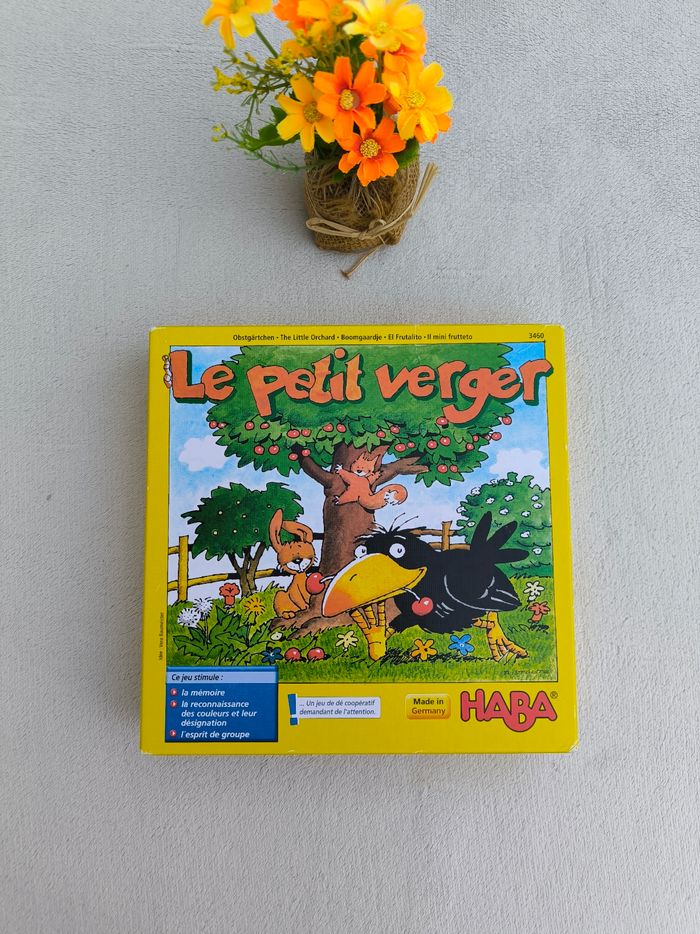 Obstgärtchen • The Little Orchard • Boomgaardje • El Frutalito • Il mini frutteto
3460
Le petit verger
Ce jeu stimule :
la mémoire
la reconnaissance
des couleurs et leur
désignation
l'esprit de groupe
... Un jeu de dé coopératif
demandant de l'attention.
Made in
Germany
HABA®